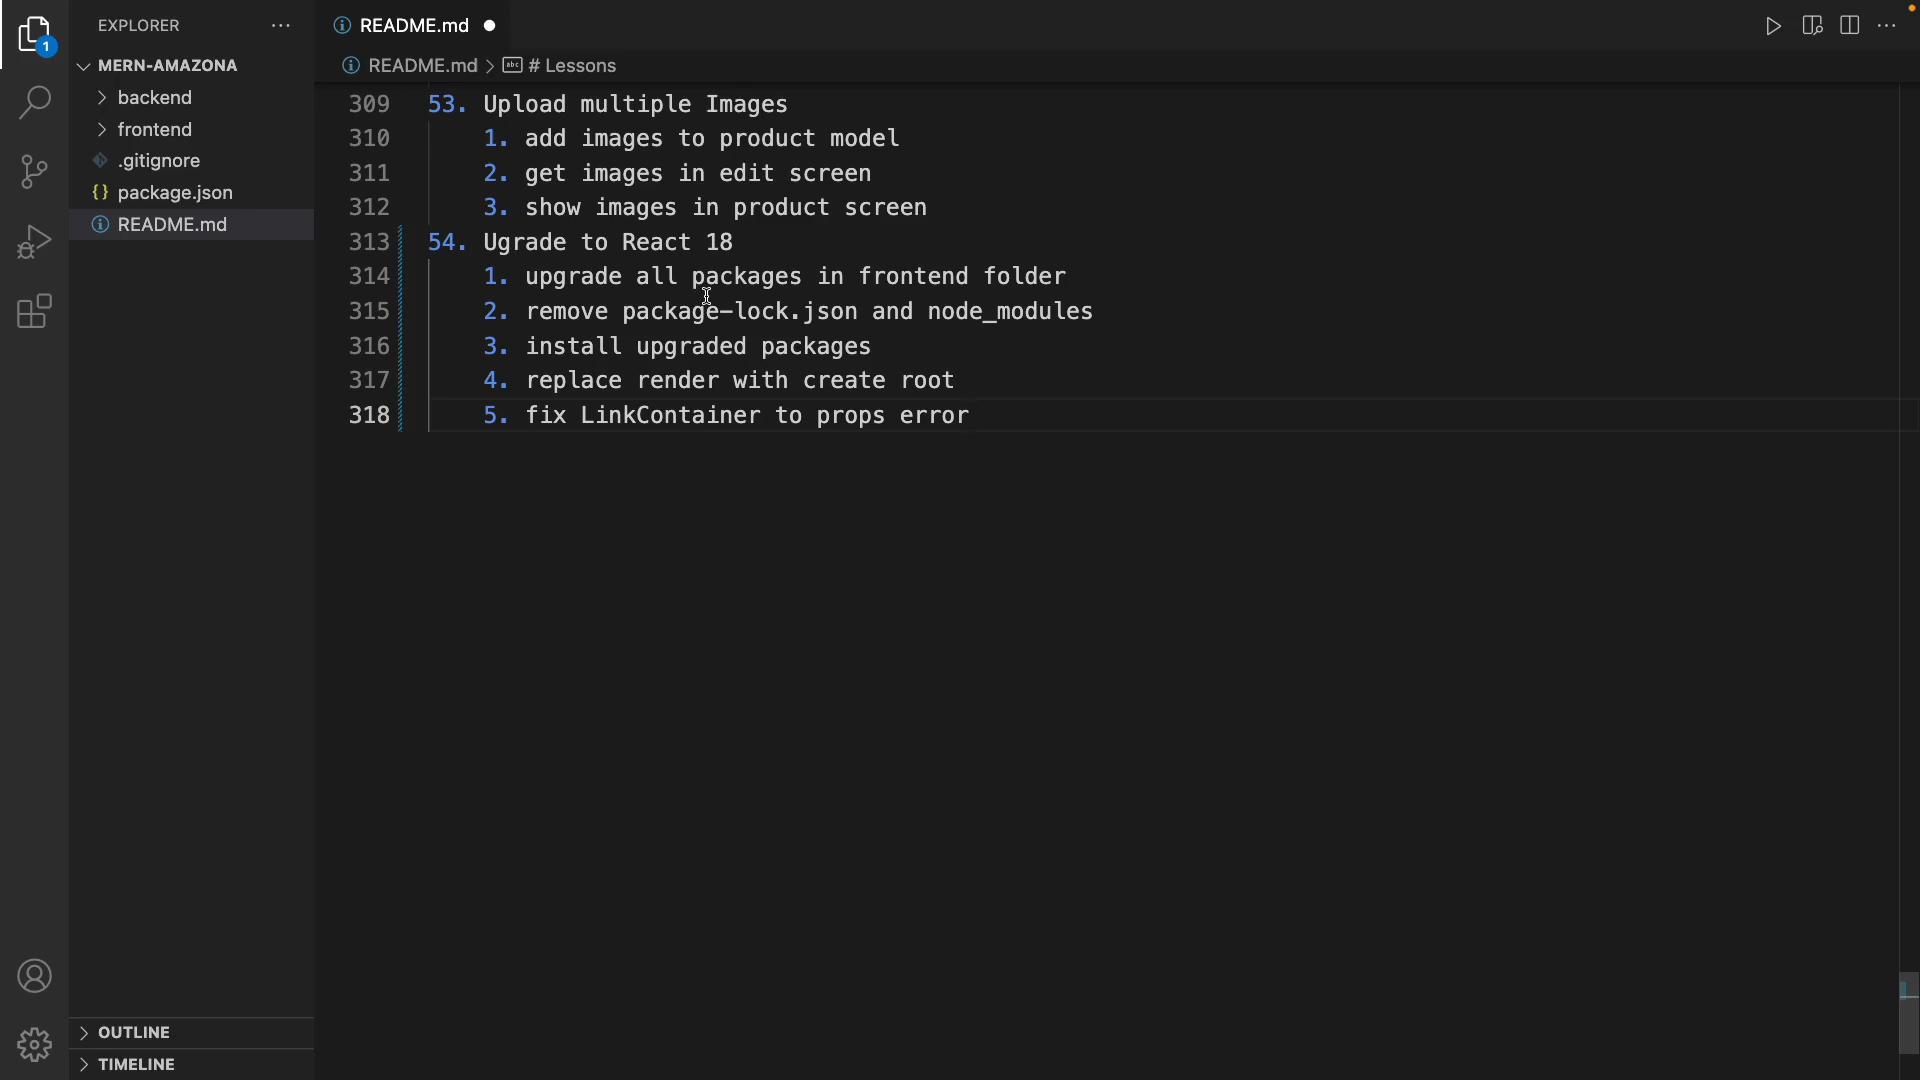 EXPLORER
README.md
1
MERN-AMAZONA
README.md > # Lessons
backend
frontend
.gitignore
package.json
README.md
309 53. Upload multiple Images
310 1. add images to product model
311 2. get images in edit screen
312 3. show images in product screen
313 54. Ugrade to React 18
314 1. upgrade all packages in frontend folder
315 2. remove package-lock.json and node_modules
316 3. install upgraded packages
317 4. replace render with create root
318 5. fix LinkContainer to props error
OUTLINE
TIMELINE